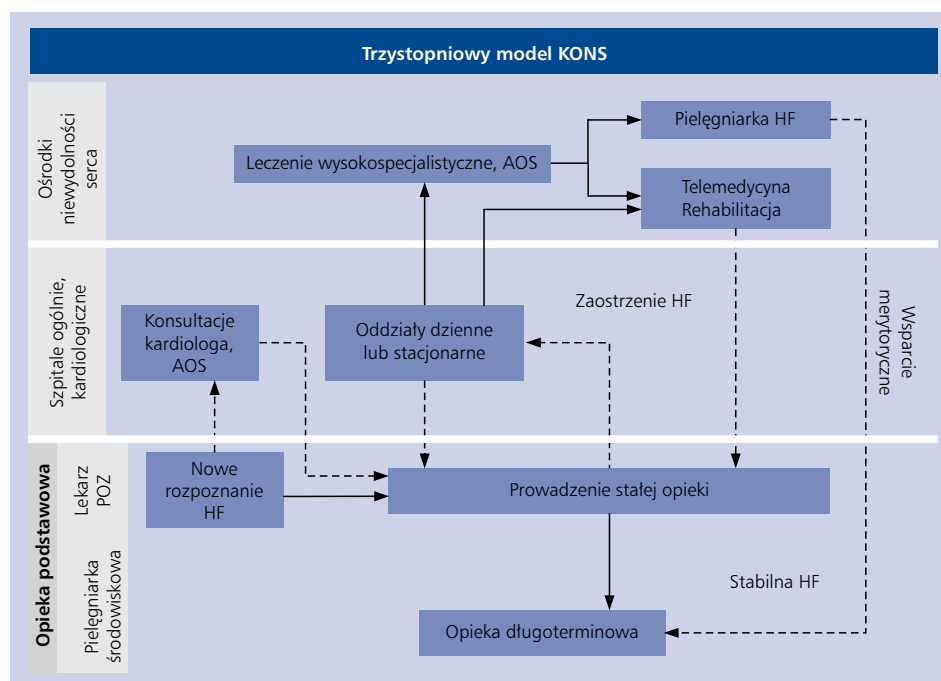 Trzystopniowy model KONS
Ośrodki
niewydolności
serca
Pielęgniarka HF
Leczenie wysokospecjalistyczne, AOS
Telemedycyna
Rehabilitacja
Szpitale ogólnie,
kardiologiczne
Konsultacje
kardiologa,
AOS
Oddziały dzienne
lub stacjonarne
Zaostrzenie HF
Wsparcie
merytoryczne
Opieka podstawowa
Lekarz
POZ
Nowe
rozpoznanie
HF
Prowadzenie stałej opieki
Pielęgniarka
środowiskowa
Stabilna HF
Opieka długoterminowa